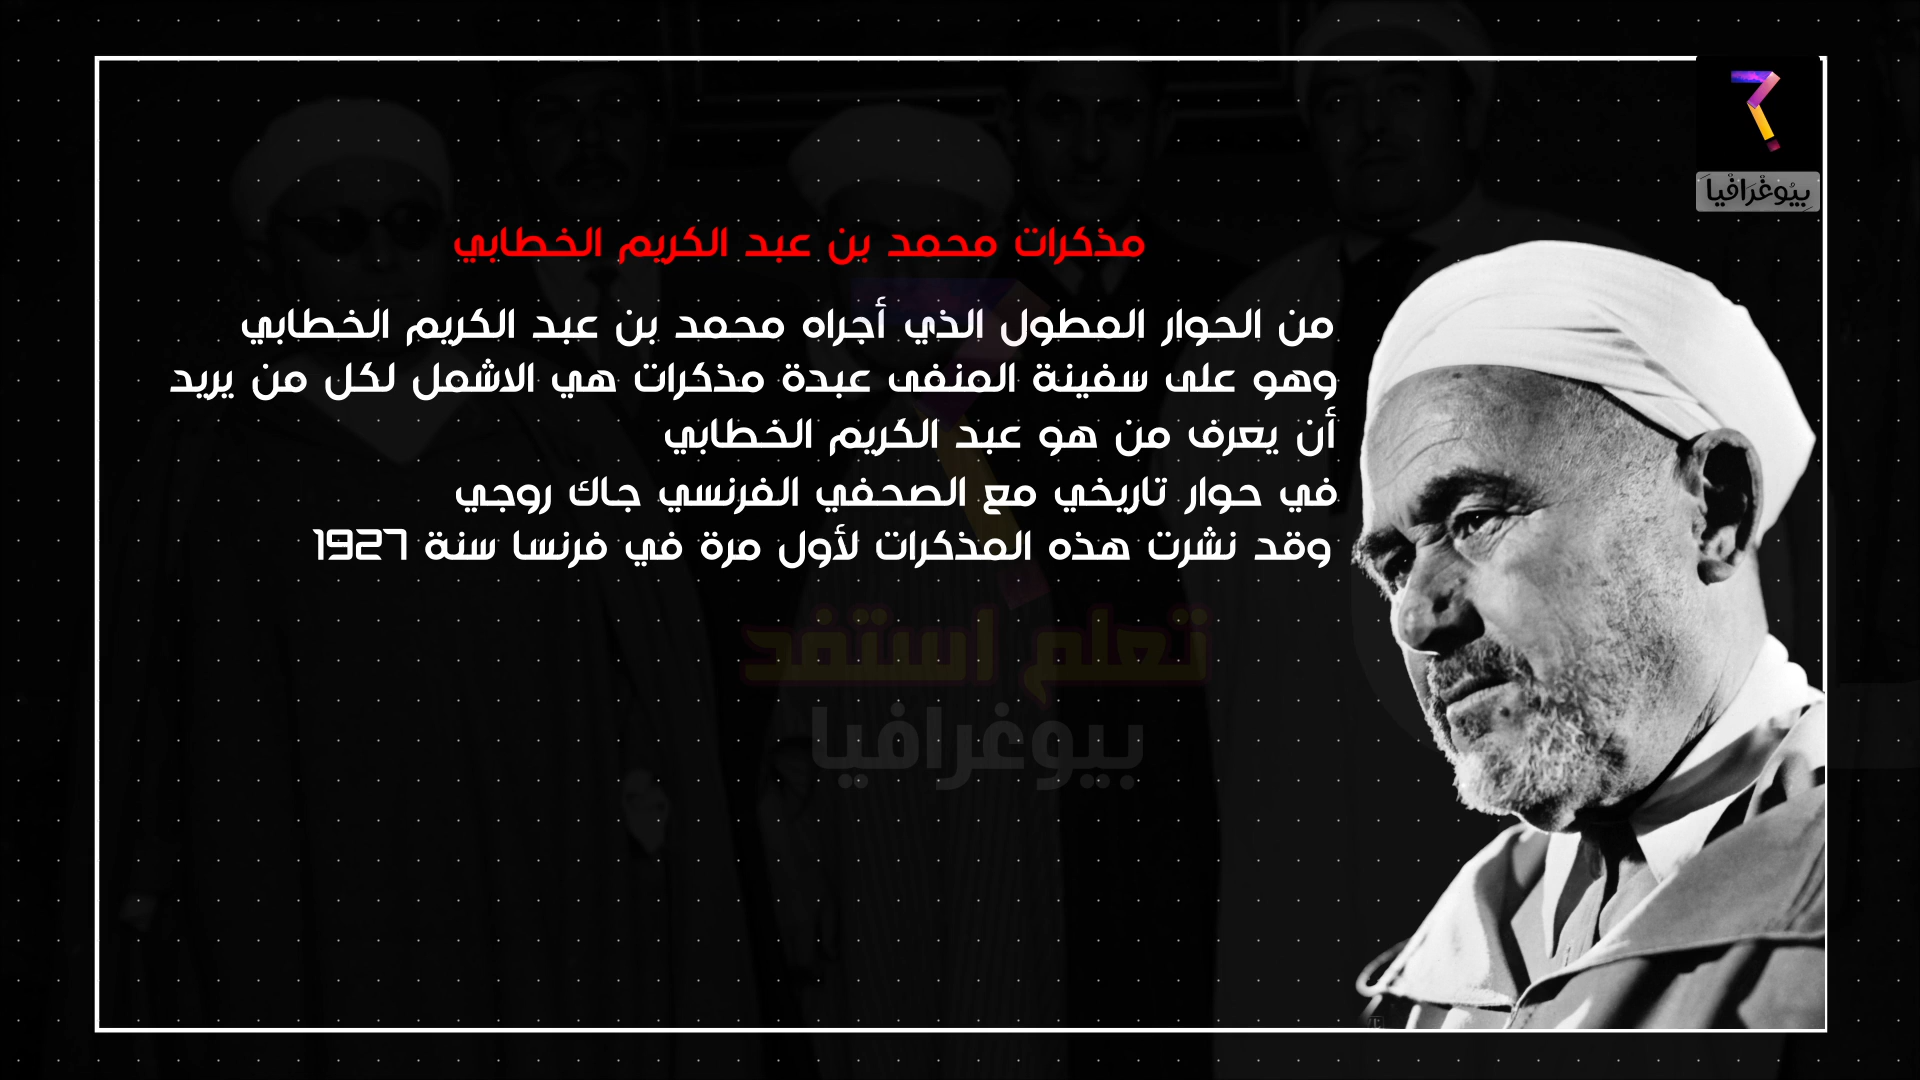 بيوغرافيا
مذكرات محمد بن عبد الكريم الخطابي
من الحوار المطول الذي أجراه محمد بن عبد الكريم الخطابي
وهو على سفينة المنفى عبدة مذكرات هي الاشمل لكل من يريد
أن يعرف من هو عبد الكريم الخطابي
في حوار تاريخي مع الصحفي الفرنسي جاك روجي
وقد نشرت هذه المذكرات لأول مرة في فرنسا سنة 1927
تعلم استفد
بيوغرافيا